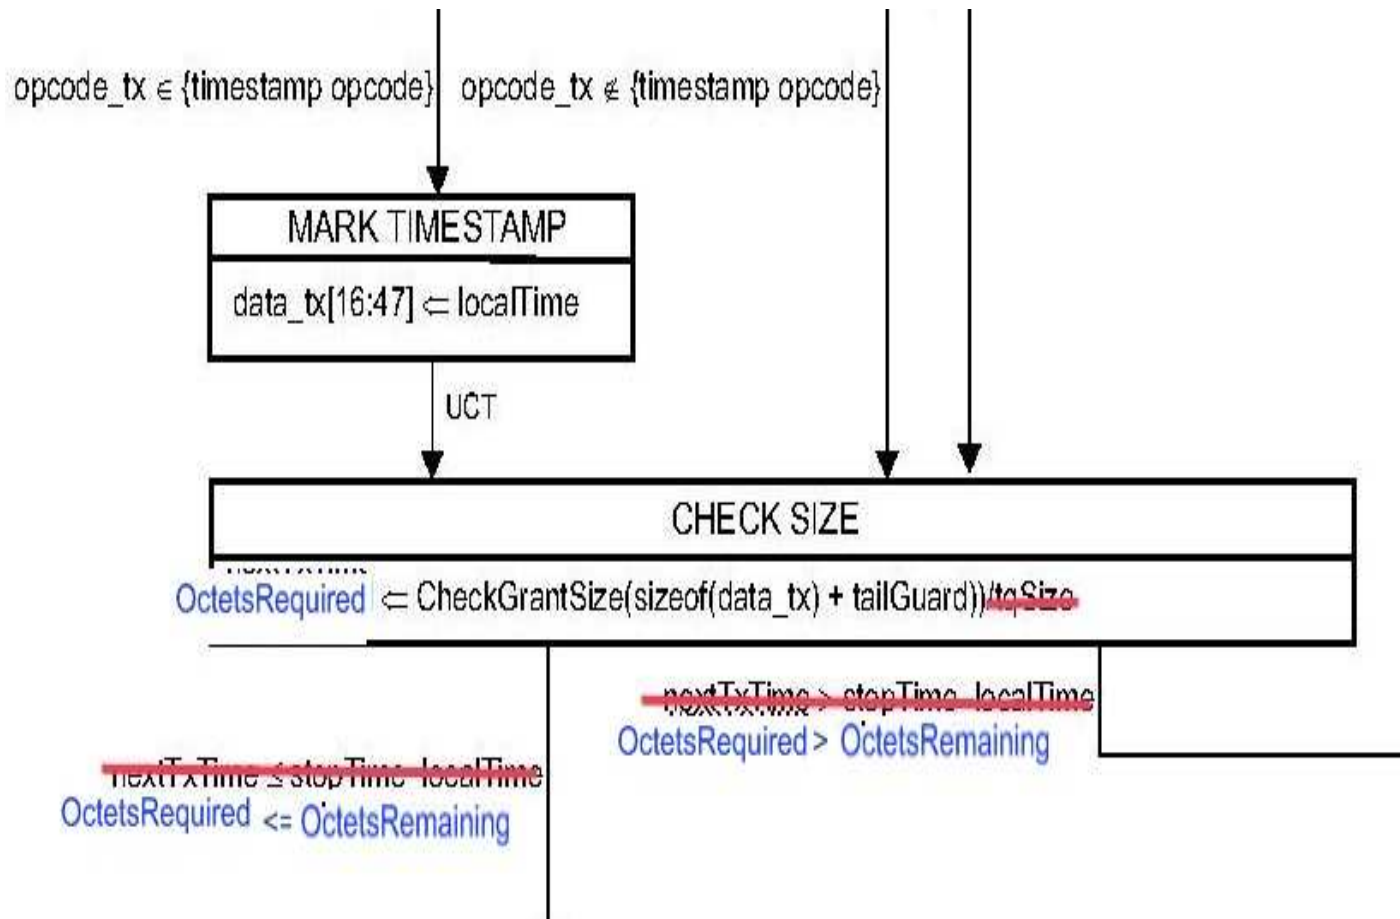 opcode_tx ∈ {timestamp opcode} opcode_tx ∉ {timestamp opcode}
MARK TIMESTAMP
data_tx[16:47] ⇐ localTime
UCT
CHECK SIZE
nextTxTime
OctetsRequired ⇐ CheckGrantSize(sizeof(data_tx) + tailGuard))/tqSize
nextTxTime > stopTime-localTime
OctetsRequired > OctetsRemaining
nextTxTime ≤ stopTime-localTime
OctetsRequired <= OctetsRemaining